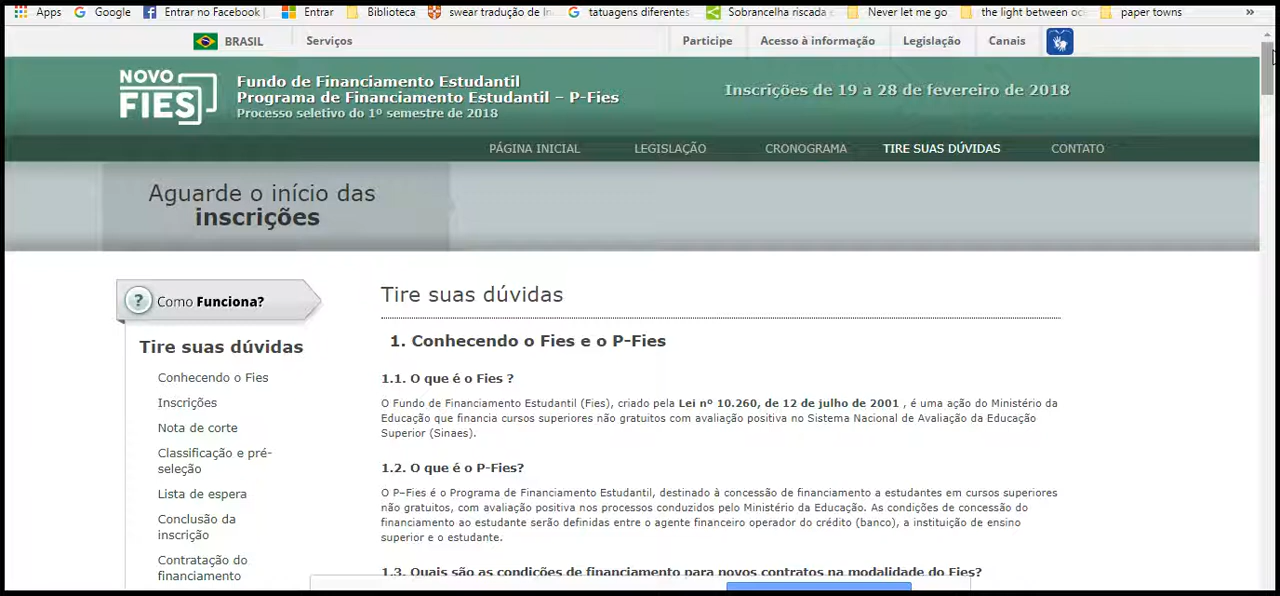 Apps Google Entrar no Facebook Entrar Biblioteca swear tradução de In tatuagens diferentes Sobrancelha riscada Never let me go the light between oc paper towns »
BRASIL Serviços Participe Acesso à informação Legislação Canais
NOVO
FIES
Fundo de Financiamento Estudantil
Programa de Financiamento Estudantil – P-Fies
Processo seletivo do 1º semestre de 2018
Inscrições de 19 a 28 de fevereiro de 2018
PÁGINA INICIAL LEGISLAÇÃO CRONOGRAMA TIRE SUAS DÚVIDAS CONTATO
Aguarde o início das
inscrições
? Como Funciona?
Tire suas dúvidas
Conhecendo o Fies
Inscrições
Nota de corte
Classificação e pré-
seleção
Lista de espera
Conclusão da
inscrição
Contratação do
financiamento
Tire suas dúvidas
1. Conhecendo o Fies e o P-Fies
1.1. O que é o Fies ?
O Fundo de Financiamento Estudantil (Fies), criado pela Lei nº 10.260, de 12 de julho de 2001 , é uma ação do Ministério da
Educação que financia cursos superiores não gratuitos com avaliação positiva no Sistema Nacional de Avaliação da Educação
Superior (Sinaes).
1.2. O que é o P-Fies?
O P–Fies é o Programa de Financiamento Estudantil, destinado à concessão de financiamento a estudantes em cursos superiores
não gratuitos, com avaliação positiva nos processos conduzidos pelo Ministério da Educação. As condições de concessão do
financiamento ao estudante serão definidas entre o agente financeiro operador do crédito (banco), a instituição de ensino
superior e o estudante.
1.3. Quais são as condições de financiamento para novos contratos na modalidade do Fies?